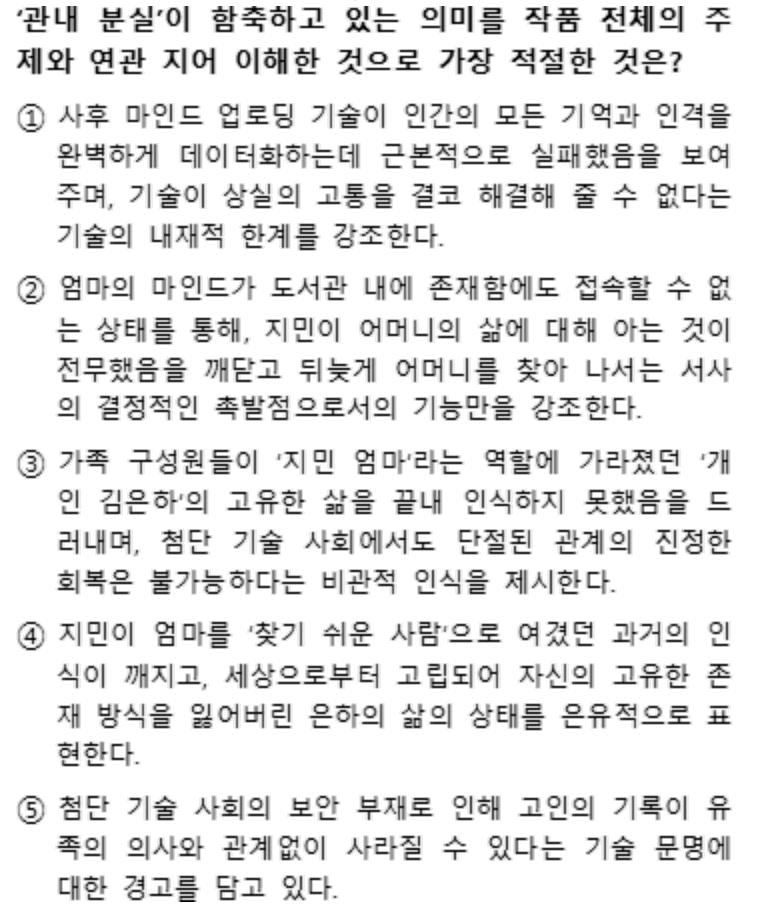 ‘관내 분실’이 함축하고 있는 의미를 작품 전체의 주
제와 연관 지어 이해한 것으로 가장 적절한 것은?
① 사후 마인드 업로딩 기술이 인간의 모든 기억과 인격을
완벽하게 데이터화하는데 근본적으로 실패했음을 보여
주며, 기술이 상실의 고통을 결코 해결해 줄 수 없다는
기술의 내재적 한계를 강조한다.
② 엄마의 마인드가 도서관 내에 존재함에도 접속할 수 없
는 상태를 통해, 지민이 어머니의 삶에 대해 아는 것이
전무했음을 깨닫고 뒤늦게 어머니를 찾아 나서는 서사
의 결정적인 촉발점으로서의 기능만을 강조한다.
③ 가족 구성원들이 ‘지민 엄마’라는 역할에 가라졌던 ‘개
인 김은하’의 고유한 삶을 끝내 인식하지 못했음을 드
러내며, 첨단 기술 사회에서도 단절된 관계의 진정한
회복은 불가능하다는 비관적 인식을 제시한다.
④ 지민이 엄마를 ‘찾기 쉬운 사람’으로 여겼던 과거의 인
식이 깨지고, 세상으로부터 고립되어 자신의 고유한 존
재 방식을 잃어버린 은하의 삶의 상태를 은유적으로 표
현한다.
⑤ 첨단 기술 사회의 보안 부재로 인해 고인의 기록이 유
족의 의사와 관계없이 사라질 수 있다는 기술 문명에
대한 경고를 담고 있다.